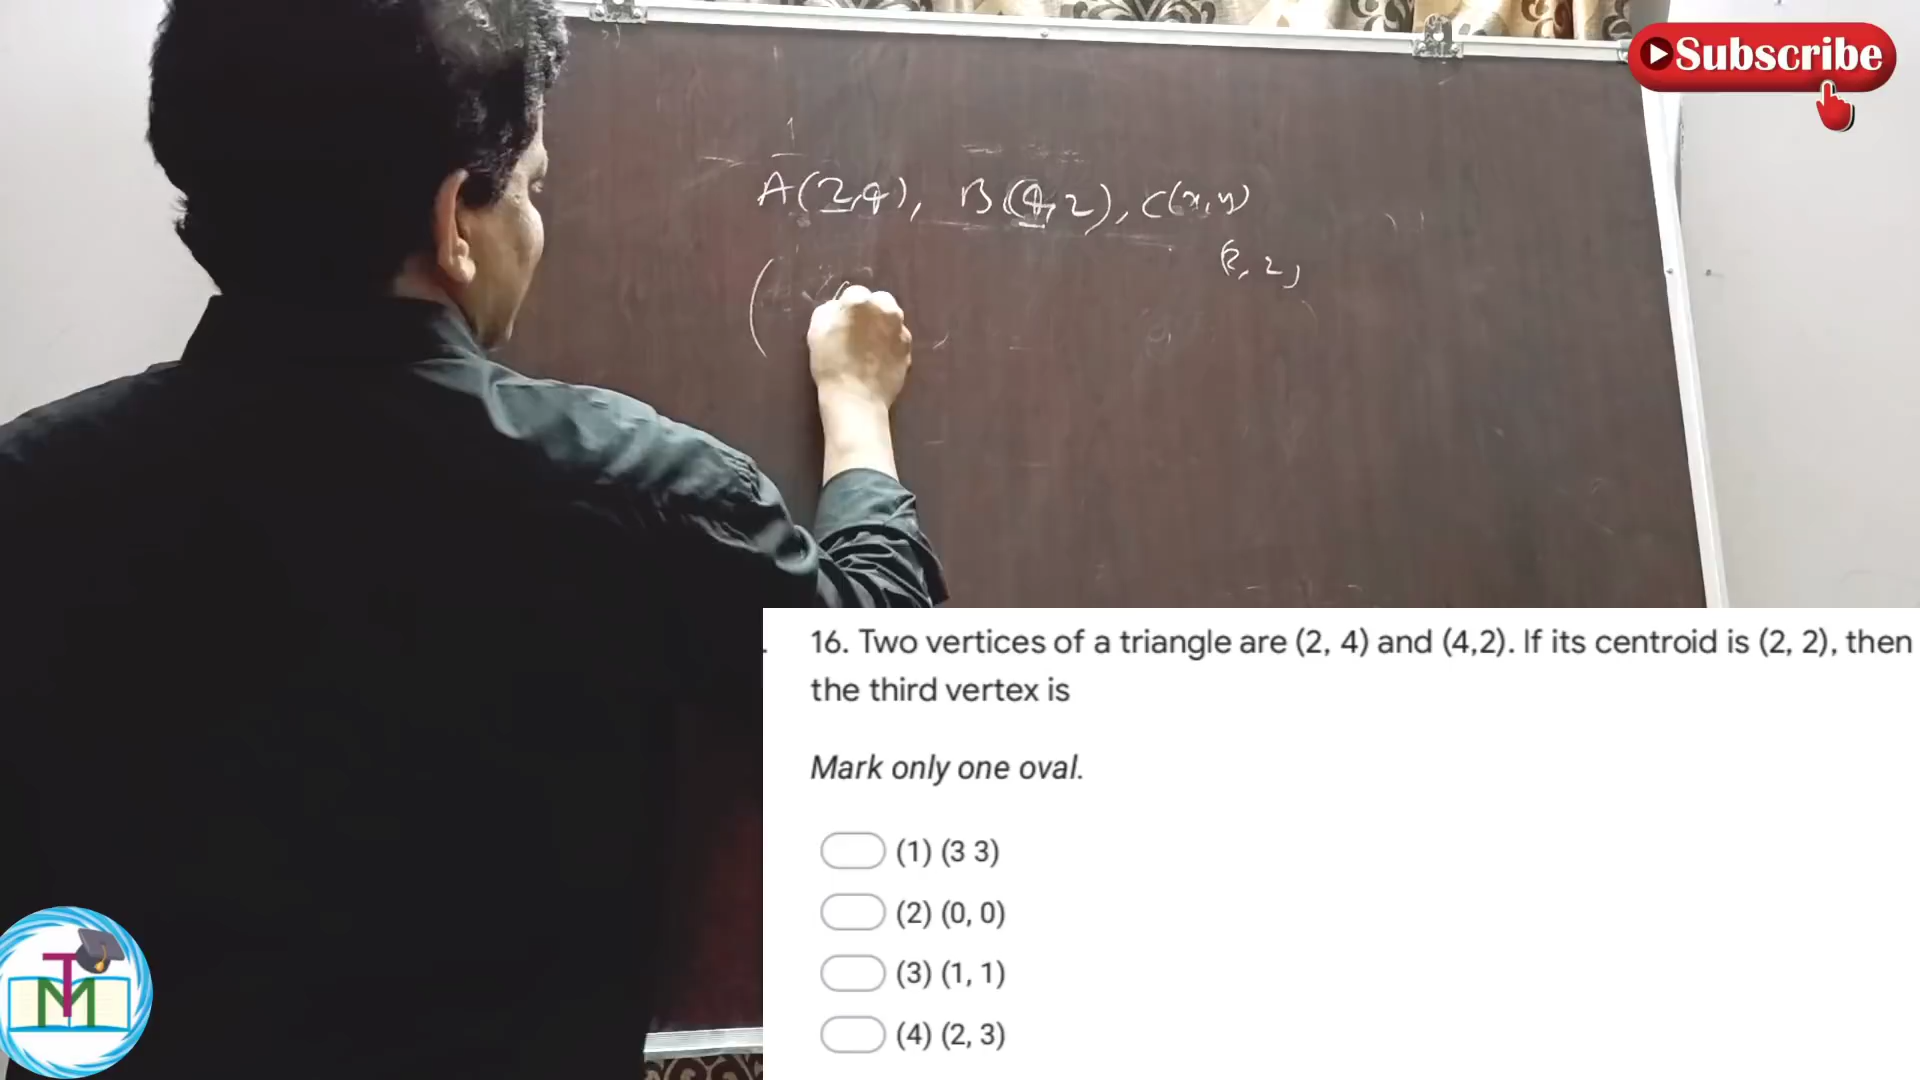 Subscribe
A(2,4), B(4,2), C(x,y)
(2, 2)
(
16. Two vertices of a triangle are (2, 4) and (4,2). If its centroid is (2, 2), then
the third vertex is
Mark only one oval.
(1) (3 3)
(2) (0, 0)
(3) (1, 1)
(4) (2, 3)
TM